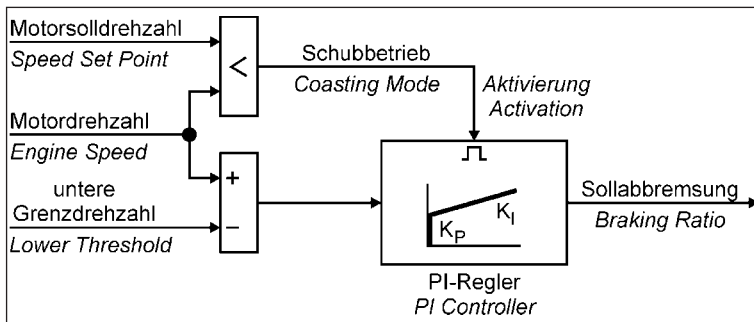 Motorsolldrehzahl
Speed Set Point
<
Schubbetrieb
Coasting Mode
Aktivierung
Activation
Motordrehzahl
Engine Speed
untere
Grenzdrehzahl
Lower Threshold
+
−
K_P
K_I
Sollabbremsung
Braking Ratio
PI-Regler
PI Controller